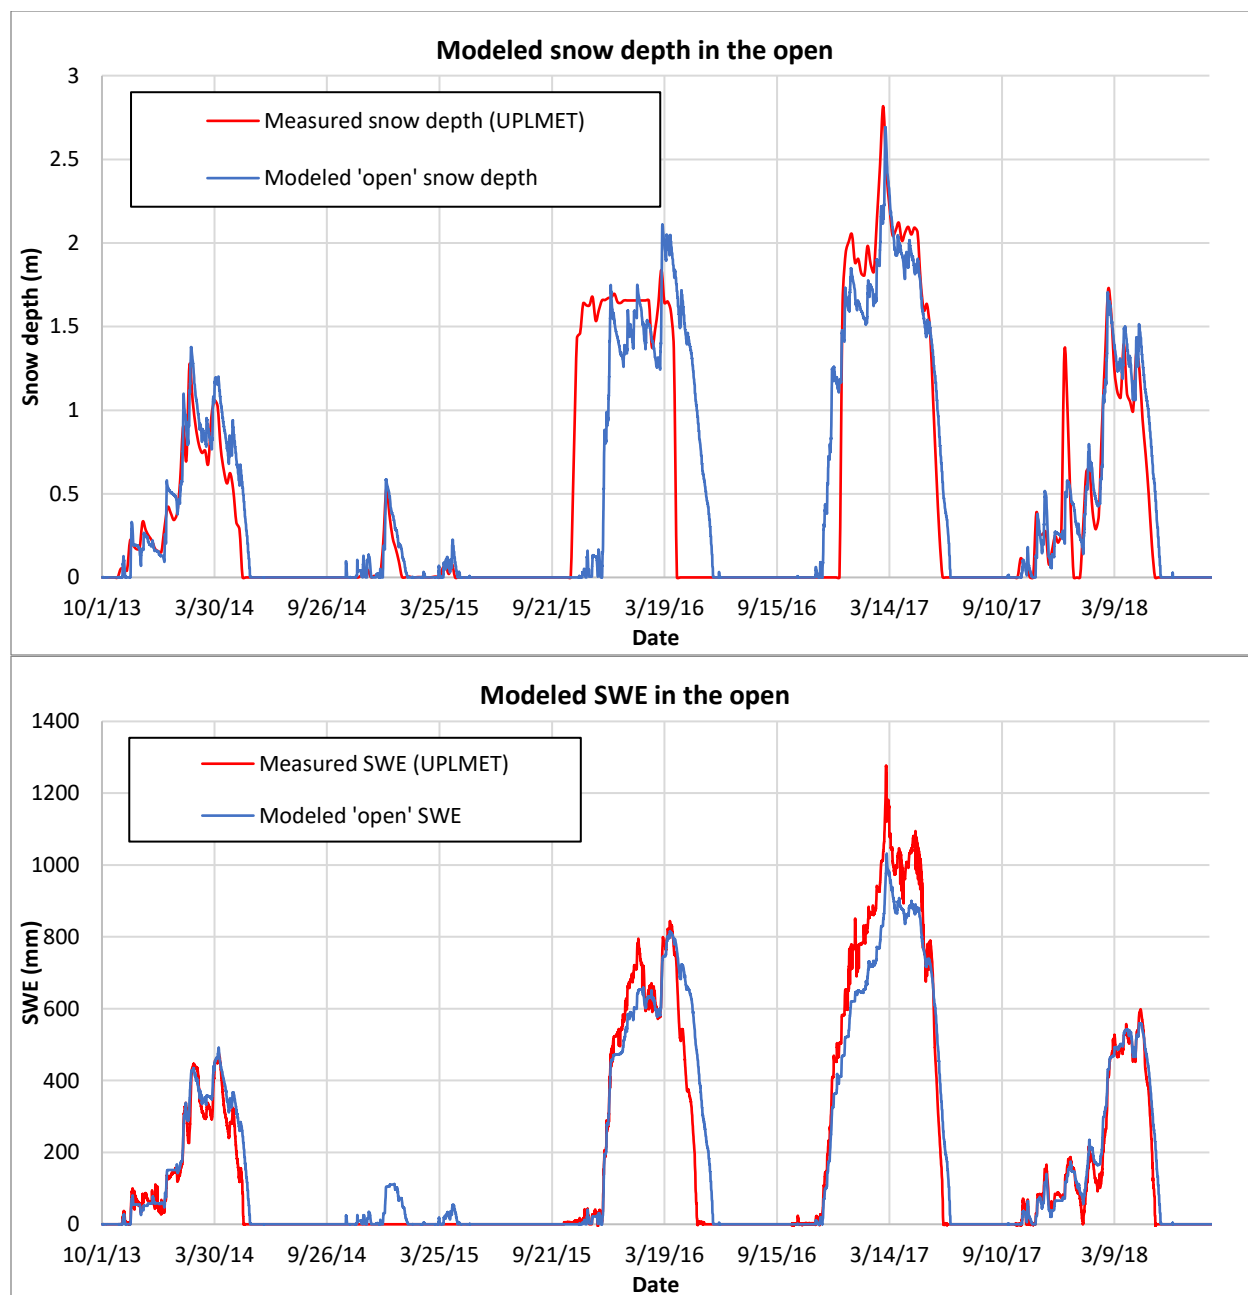 Modeled snow depth in the open
3
2.5
2
1.5
1
0.5
0
Snow depth (m)
Measured snow depth (UPLMET)
Modeled 'open' snow depth
10/1/13 3/30/14 9/26/14 3/25/15 9/21/15 3/19/16 9/15/16 3/14/17 9/10/17 3/9/18
Date
Modeled SWE in the open
1400
1200
1000
800
600
400
200
0
SWE (mm)
Measured SWE (UPLMET)
Modeled 'open' SWE
10/1/13 3/30/14 9/26/14 3/25/15 9/21/15 3/19/16 9/15/16 3/14/17 9/10/17 3/9/18
Date